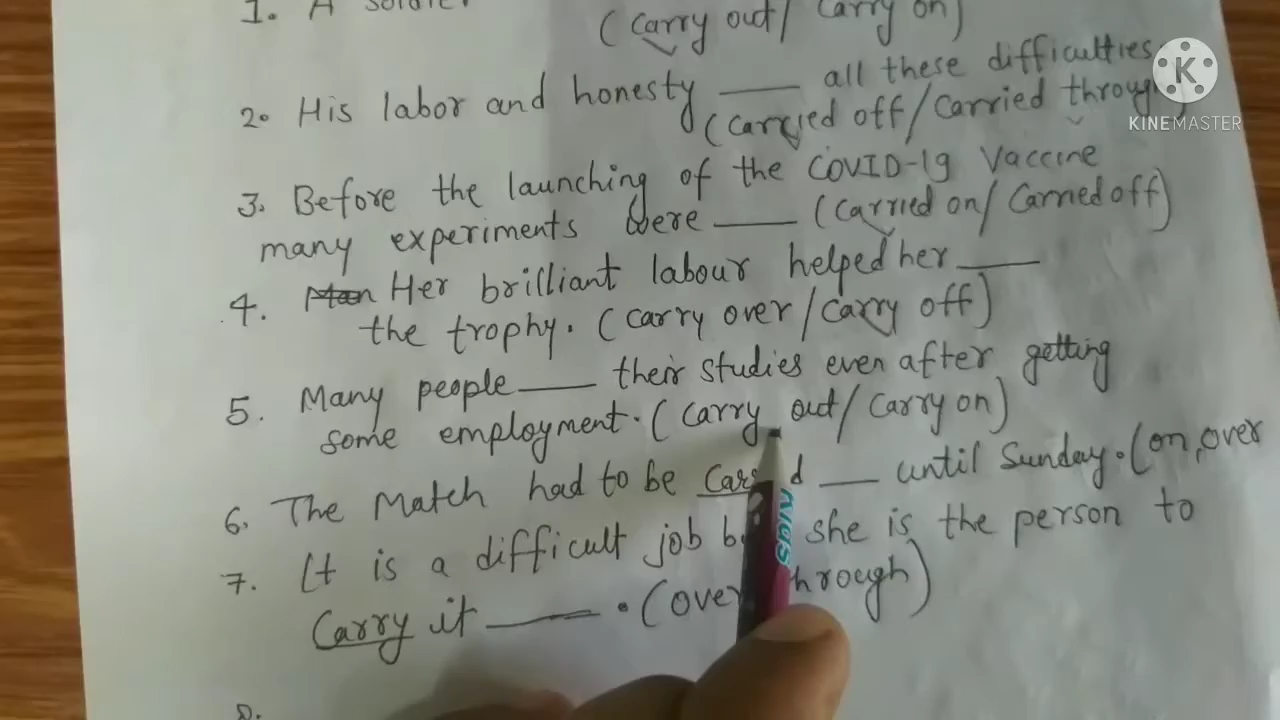 1. A soldier
(Carry out/ Carry on)
2. His labor and honesty ____ all these difficulties.
(Carried off/Carried through
3. Before the launching of the COVID-19 Vaccine
many experiments were ____ (Carried on/ Carried off)
4. Her brilliant labour helped her ____
the trophy. (Carry over/Carry off)
5. Many people ____ their studies even after getting
some employment. (Carry out/ Carry on)
6. The Match had to be ____ until Sunday. (on, over
7. It is a difficult job she is the person to
Carry it ____. (over through)
8.
K
KINEMASTER